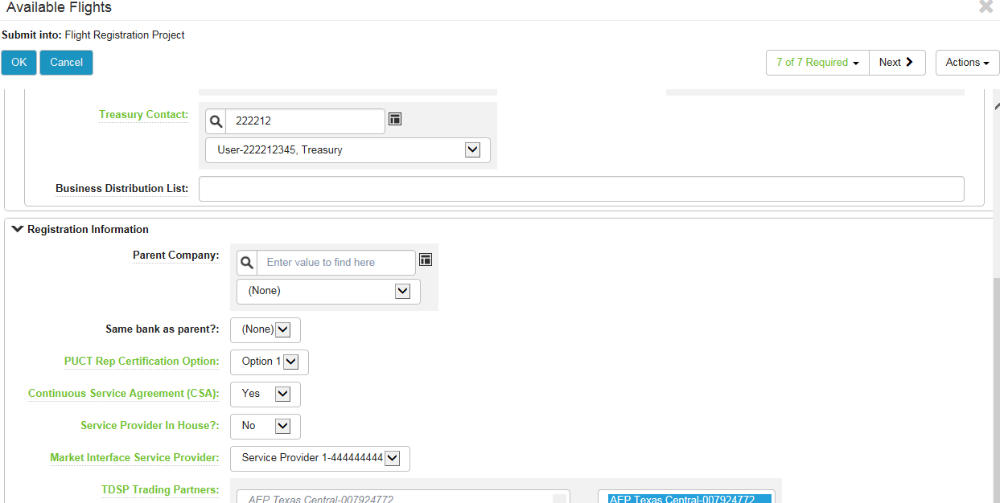 Available Flights
Submit into: Flight Registration Project
OK Cancel 7 of 7 Required Next Actions
Treasury Contact: 222212
User-222212345, Treasury
Business Distribution List:
Registration Information
Parent Company: Enter value to find here
(None)
Same bank as parent?: (None)
PUCT Rep Certification Option: Option 1
Continuous Service Agreement (CSA): Yes
Service Provider In House?: No
Market Interface Service Provider: Service Provider 1-444444444
TDSP Trading Partners:
AEP Texas Central-007924772 AEP Texas Central-007924772